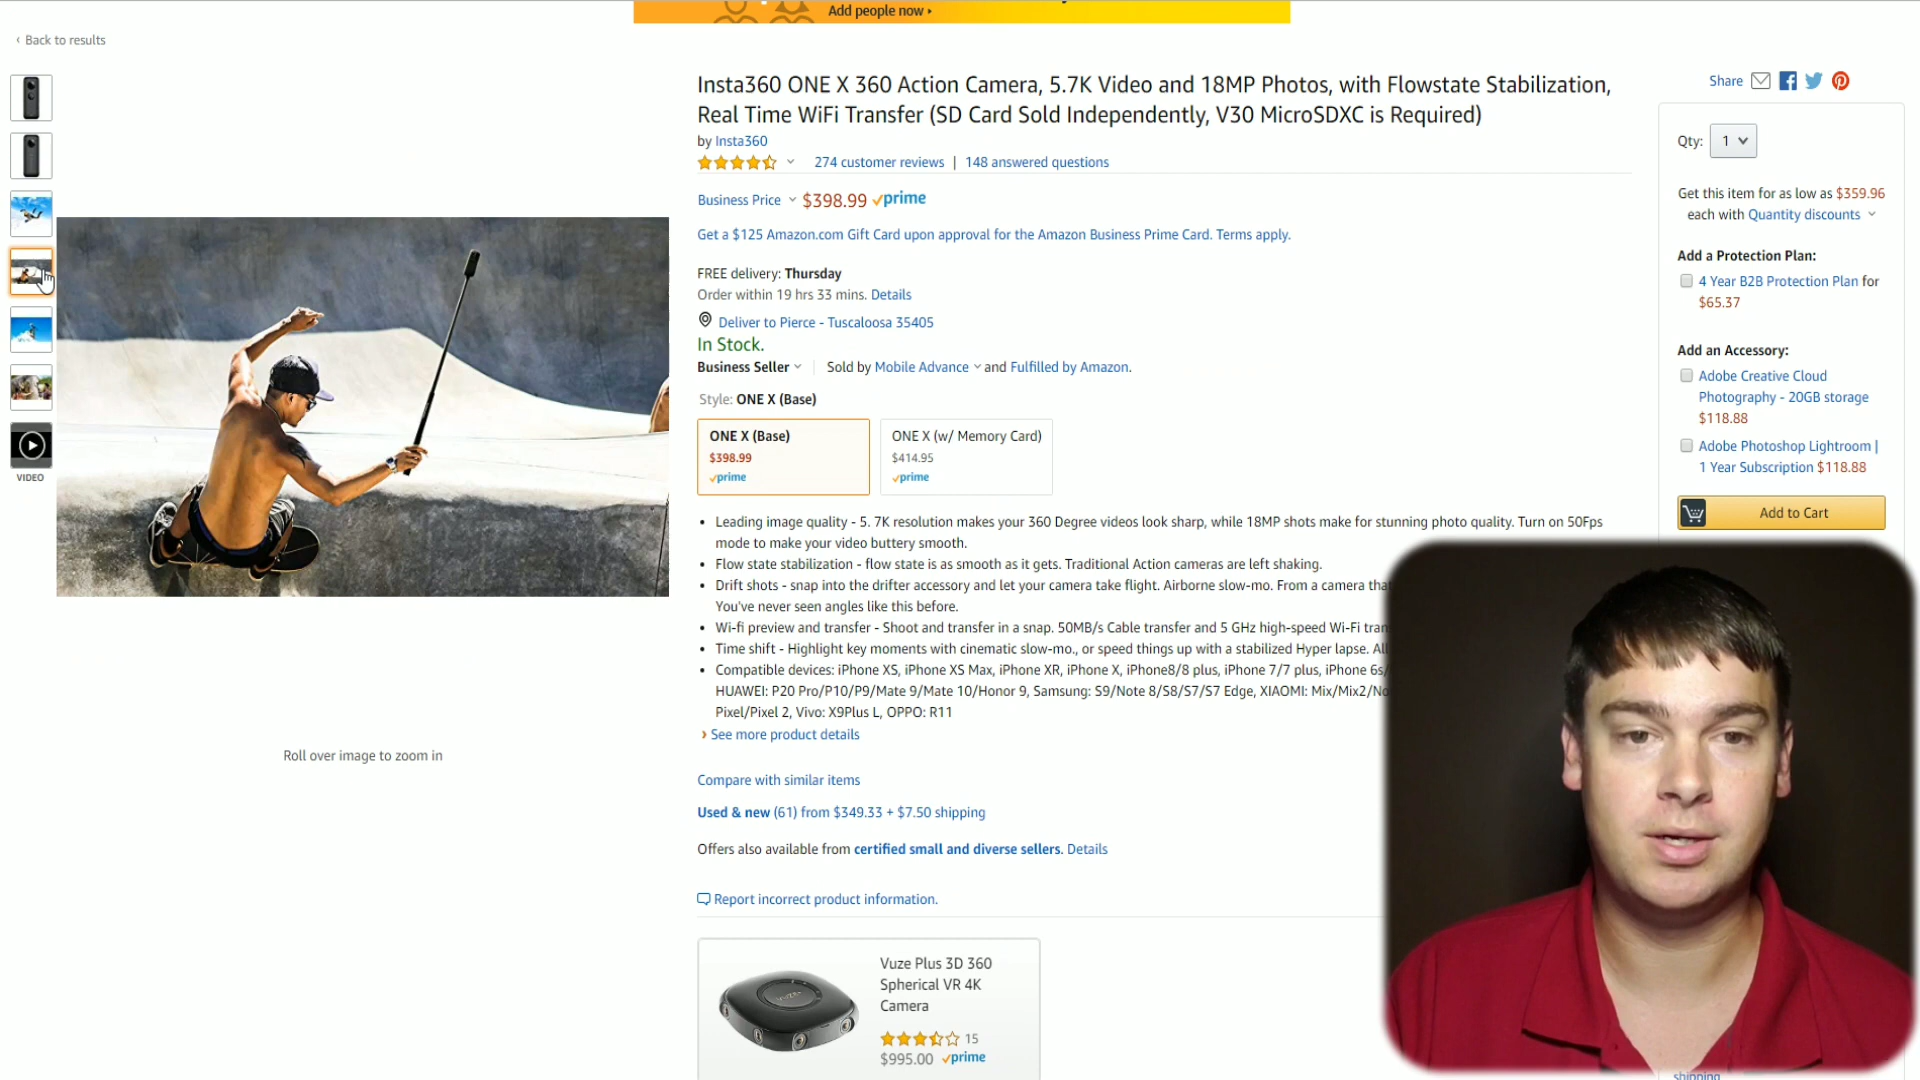 Add people now ›
‹ Back to results
Insta360 ONE X 360 Action Camera, 5.7K Video and 18MP Photos, with Flowstate Stabilization,
Real Time WiFi Transfer (SD Card Sold Independently, V30 MicroSDXC is Required)
by Insta360
274 customer reviews | 148 answered questions
Business Price $398.99 prime
Get a $125 Amazon.com Gift Card upon approval for the Amazon Business Prime Card. Terms apply.
FREE delivery: Thursday
Order within 19 hrs 33 mins. Details
Deliver to Pierce - Tuscaloosa 35405
In Stock.
Business Seller Sold by Mobile Advance and Fulfilled by Amazon.
Style: ONE X (Base)
ONE X (Base)
$398.99
prime
ONE X (w/ Memory Card)
$414.95
prime
• Leading image quality - 5. 7K resolution makes your 360 Degree videos look sharp, while 18MP shots make for stunning photo quality. Turn on 50Fps
mode to make your video buttery smooth.
• Flow state stabilization - flow state is as smooth as it gets. Traditional Action cameras are left shaking.
• Drift shots - snap into the drifter accessory and let your camera take flight. Airborne slow-mo. From a camera tha
You've never seen angles like this before.
• Wi-fi preview and transfer - Shoot and transfer in a snap. 50MB/s Cable transfer and 5 GHz high-speed Wi-Fi tran
• Time shift - Highlight key moments with cinematic slow-mo., or speed things up with a stabilized Hyper lapse. Al
• Compatible devices: iPhone XS, iPhone XS Max, iPhone XR, iPhone X, iPhone8/8 plus, iPhone 7/7 plus, iPhone 6s/
HUAWEI: P20 Pro/P10/P9/Mate 9/Mate 10/Honor 9, Samsung: S9/Note 8/S8/S7/S7 Edge, XIAOMI: Mix/Mix2/No
Pixel/Pixel 2, Vivo: X9Plus L, OPPO: R11
› See more product details
Compare with similar items
Used & new (61) from $349.33 + $7.50 shipping
Offers also available from certified small and diverse sellers. Details
Report incorrect product information.
Vuze Plus 3D 360
Spherical VR 4K
Camera
15
$995.00 prime
VIDEO
Roll over image to zoom in
Share
Qty: 1
Get this item for as low as $359.96
each with Quantity discounts
Add a Protection Plan:
4 Year B2B Protection Plan for
$65.37
Add an Accessory:
Adobe Creative Cloud
Photography - 20GB storage
$118.88
Adobe Photoshop Lightroom |
1 Year Subscription $118.88
Add to Cart
shipping